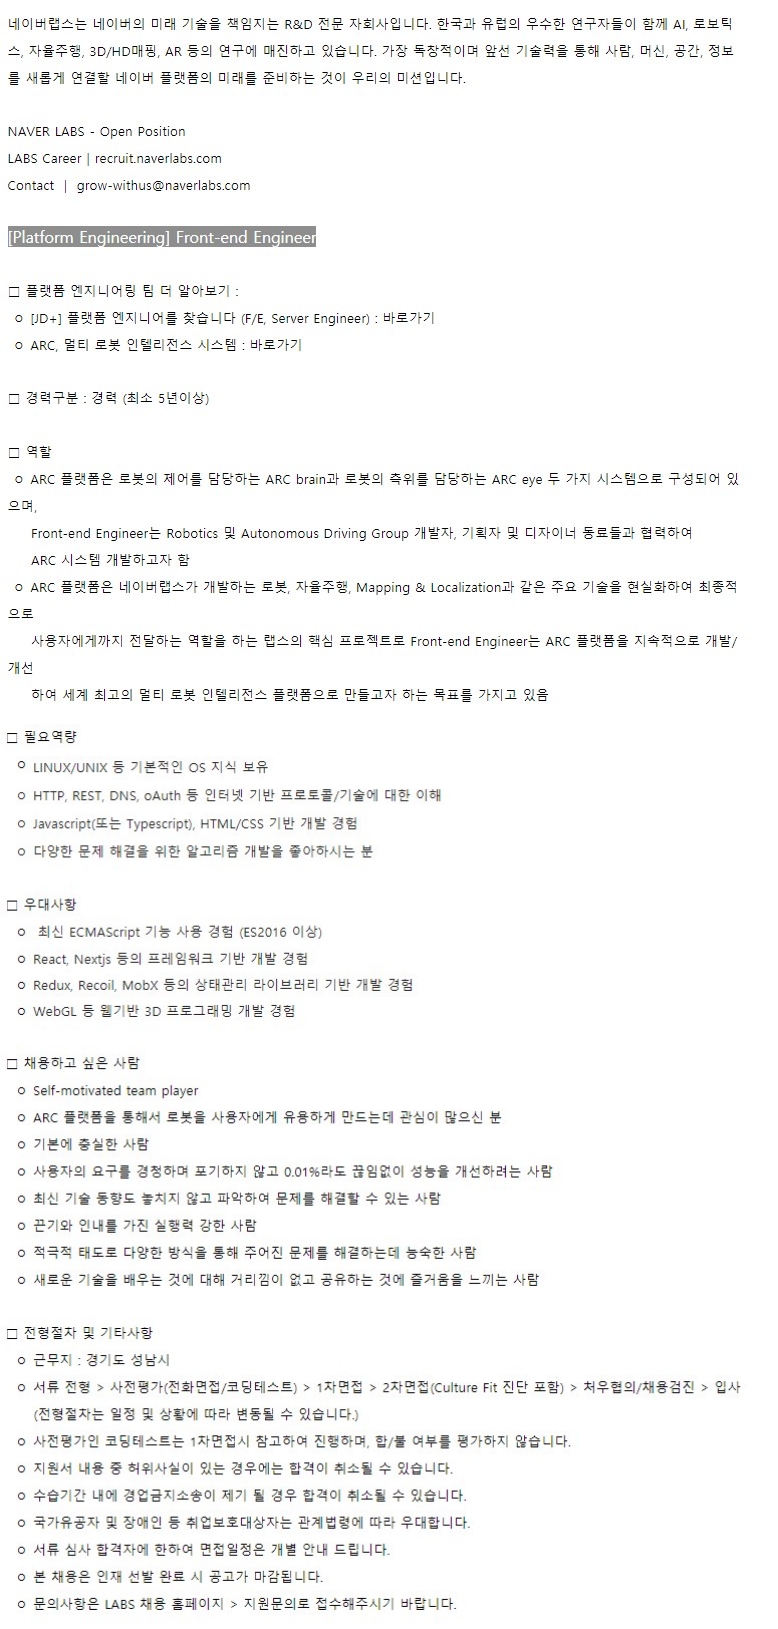 네이버랩스는 네이버의 미래 기술을 책임지는 R&D 전문 자회사입니다. 한국과 유럽의 우수한 연구자들이 함께 AI, 로보틱
스, 자율주행, 3D/HD매핑, AR 등의 연구에 매진하고 있습니다. 가장 독창적이며 앞선 기술력을 통해 사람, 머신, 공간, 정보
를 새롭게 연결할 네이버 플랫폼의 미래를 준비하는 것이 우리의 미션입니다.
NAVER LABS - Open Position
LABS Career | recruit.naverlabs.com
Contact | grow-withus@naverlabs.com
[Platform Engineering] Front-end Engineer
□ 플랫폼 엔지니어링 팀 더 알아보기 :
ㅇ [JD+] 플랫폼 엔지니어를 찾습니다 (F/E, Server Engineer) : 바로가기
ㅇ ARC, 멀티 로봇 인텔리전스 시스템 : 바로가기
□ 경력구분 : 경력 (최소 5년이상)
□ 역할
ㅇ ARC 플랫폼은 로봇의 제어를 담당하는 ARC brain과 로봇의 측위를 담당하는 ARC eye 두 가지 시스템으로 구성되어 있
으며,
Front-end Engineer는 Robotics 및 Autonomous Driving Group 개발자, 기획자 및 디자이너 동료들과 협력하여
ARC 시스템 개발하고자 함
ㅇ ARC 플랫폼은 네이버랩스가 개발하는 로봇, 자율주행, Mapping & Localization과 같은 주요 기술을 현실화하여 최종적
으로
사용자에게까지 전달하는 역할을 하는 랩스의 핵심 프로젝트로 Front-end Engineer는 ARC 플랫폼을 지속적으로 개발/
개선
하여 세계 최고의 멀티 로봇 인텔리전스 플랫폼으로 만들고자 하는 목표를 가지고 있음
□ 필요역량
ㅇ LINUX/UNIX 등 기본적인 OS 지식 보유
ㅇ HTTP, REST, DNS, oAuth 등 인터넷 기반 프로토콜/기술에 대한 이해
ㅇ Javascript(또는 Typescript), HTML/CSS 기반 개발 경험
ㅇ 다양한 문제 해결을 위한 알고리즘 개발을 좋아하시는 분
□ 우대사항
ㅇ 최신 ECMAScript 기능 사용 경험 (ES2016 이상)
ㅇ React, Nextjs 등의 프레임워크 기반 개발 경험
ㅇ Redux, Recoil, MobX 등의 상태관리 라이브러리 기반 개발 경험
ㅇ WebGL 등 웹기반 3D 프로그래밍 개발 경험
□ 채용하고 싶은 사람
ㅇ Self-motivated team player
ㅇ ARC 플랫폼을 통해서 로봇을 사용자에게 유용하게 만드는데 관심이 많으신 분
ㅇ 기본에 충실한 사람
ㅇ 사용자의 요구를 경청하며 포기하지 않고 0.01%라도 끊임없이 성능을 개선하려는 사람
ㅇ 최신 기술 동향도 놓치지 않고 파악하여 문제를 해결할 수 있는 사람
ㅇ 끈기와 인내를 가진 실행력 강한 사람
ㅇ 적극적 태도로 다양한 방식을 통해 주어진 문제를 해결하는데 능숙한 사람
ㅇ 새로운 기술을 배우는 것에 대해 거리낌이 없고 공유하는 것에 즐거움을 느끼는 사람
□ 전형절차 및 기타사항
ㅇ 근무지 : 경기도 성남시
ㅇ 서류 전형 > 사전평가(전화면접/코딩테스트) > 1차면접 > 2차면접(Culture Fit 진단 포함) > 처우협의/채용검진 > 입사
(전형절차는 일정 및 상황에 따라 변동될 수 있습니다.)
ㅇ 사전평가인 코딩테스트는 1차면접시 참고하여 진행하며, 합/불 여부를 평가하지 않습니다.
ㅇ 지원서 내용 중 허위사실이 있는 경우에는 합격이 취소될 수 있습니다.
ㅇ 수습기간 내에 경업금지소송이 제기 될 경우 합격이 취소될 수 있습니다.
ㅇ 국가유공자 및 장애인 등 취업보호대상자는 관계법령에 따라 우대합니다.
ㅇ 서류 심사 합격자에 한하여 면접일정은 개별 안내 드립니다.
ㅇ 본 채용은 인재 선발 완료 시 공고가 마감됩니다.
ㅇ 문의사항은 LABS 채용 홈페이지 > 지원문의로 접수해주시기 바랍니다.